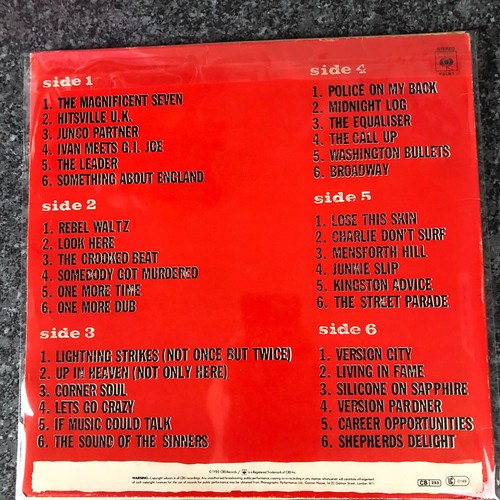 side 1
1. THE MAGNIFICENT SEVEN
2. HITSVILLE U.K.
3. JUNCO PARTNER
4. IVAN MEETS G.I. JOE
5. THE LEADER
6. SOMETHING ABOUT ENGLAND
side 2
1. REBEL WALTZ
2. LOOK HERE
3. THE CROOKED BEAT
4. SOMEBODY GOT MURDERED
5. ONE MORE TIME
6. ONE MORE DUB
side 3
1. LIGHTNING STRIKES (NOT ONCE BUT TWICE)
2. UP IN HEAVEN (NOT ONLY HERE)
3. CORNER SOUL
4. LETS GO CRAZY
5. IF MUSIC COULD TALK
6. THE SOUND OF THE SINNERS
STEREO
side 4
1. POLICE ON MY BACK
2. MIDNIGHT LOG
3. THE EQUALISER
4. THE CALL UP
5. WASHINGTON BULLETS
6. BROADWAY
side 5
1. LOSE THIS SKIN
2. CHARLIE DON'T SURF
3. MENSFORTH HILL
4. JUNKIE SLIP
5. KINGSTON ADVICE
6. THE STREET PARADE
side 6
1. VERSION CITY
2. LIVING IN FAME
3. SILICONE ON SAPPHIRE
4. VERSION PARDNER
5. CAREER OPPORTUNITIES
6. SHEPHERDS DELIGHT